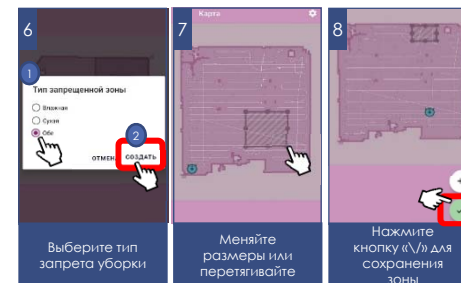 6
1
Тип запрещенной зоны
Влажная
Сухая
Обе
2
ОТМЕНА
СОЗДАТЬ
Выберите тип
запрета уборки
7
Карта
Меняйте
размеры или
перетягивайте
8
Нажмите
кнопку «\/» для
сохранения
зоны